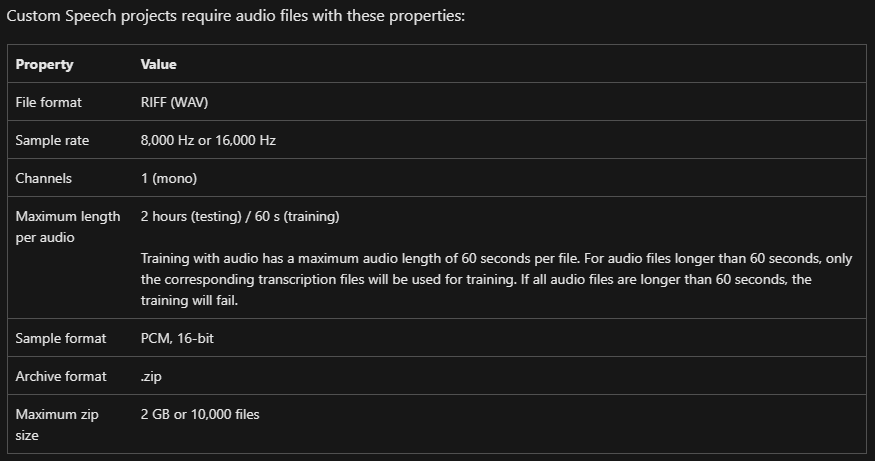 Custom Speech projects require audio files with these properties:
Property Value
File format RIFF (WAV)
Sample rate 8,000 Hz or 16,000 Hz
Channels 1 (mono)
Maximum length per audio 2 hours (testing) / 60 s (training)
Training with audio has a maximum audio length of 60 seconds per file. For audio files longer than 60 seconds, only
the corresponding transcription files will be used for training. If all audio files are longer than 60 seconds, the
training will fail.
Sample format PCM, 16-bit
Archive format .zip
Maximum zip size 2 GB or 10,000 files